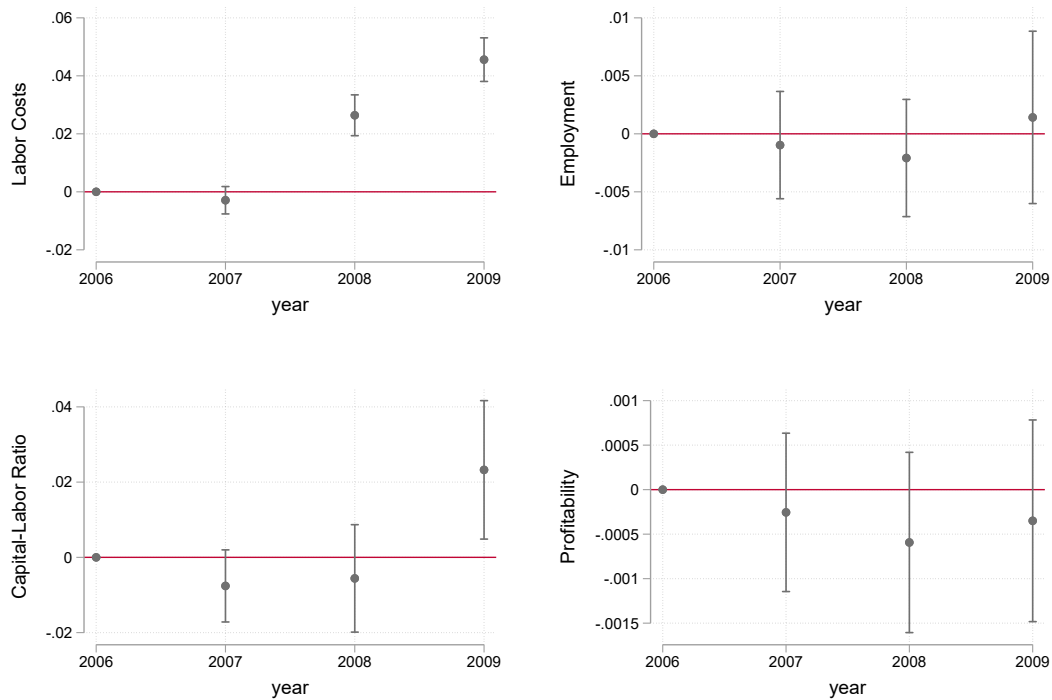 Labor Costs
.06
.04
.02
0
-.02
2006 2007 2008 2009
year
Employment
.01
.005
0
-.005
-.01
2006 2007 2008 2009
year
Capital-Labor Ratio
.04
.02
0
-.02
2006 2007 2008 2009
year
Profitability
.001
.0005
0
-.0005
-.001
-.0015
2006 2007 2008 2009
year